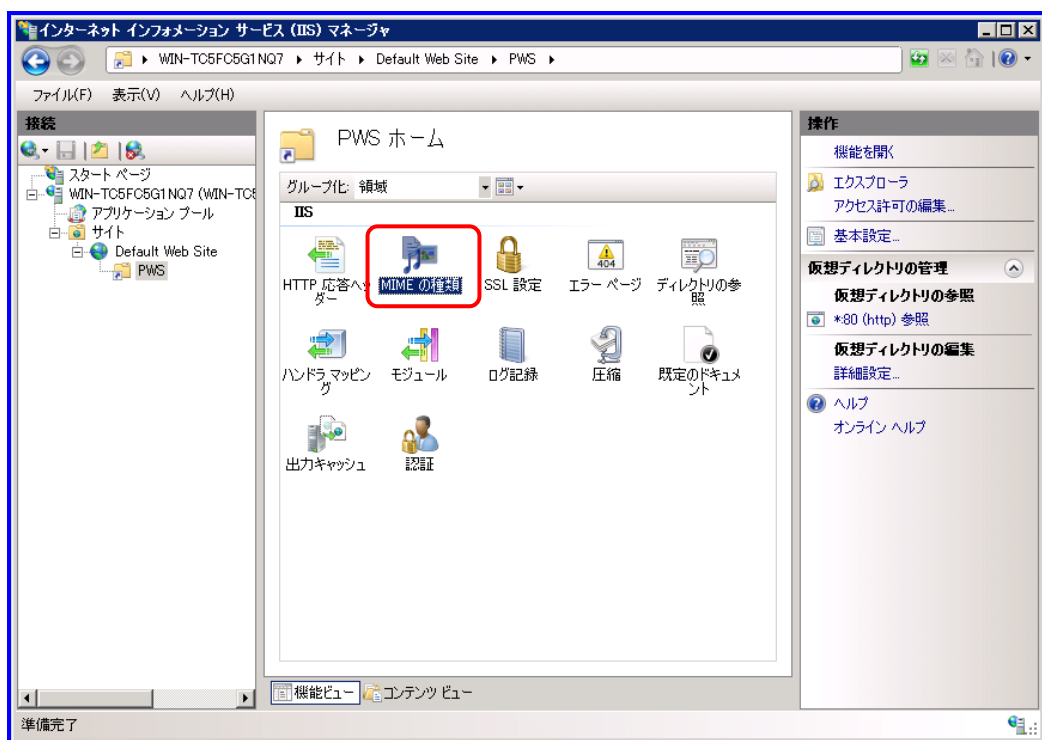 インターネット インフォメーション サービス (IIS) マネージャ
WIN-TC5FC5G1NQ7 ▸ サイト ▸ Default Web Site ▸ PWS ▸
ファイル(F) 表示(V) ヘルプ(H)
接続
スタート ページ
WIN-TC5FC5G1NQ7 (WIN-TC5
アプリケーション プール
サイト
Default Web Site
PWS
PWS ホーム
グループ化: 領域
IIS
HTTP 応答ヘッ
ダー
MIME の種類
SSL 設定
エラー ページ
404
ディレクトリの参
照
ハンドラ マッピン
グ
モジュール
ログ記録
圧縮
既定のドキュメ
ント
出力キャッシュ
認証
機能ビュー
コンテンツ ビュー
操作
機能を開く
エクスプローラ
アクセス許可の編集...
基本設定...
仮想ディレクトリの管理
仮想ディレクトリの参照
*:80 (http) 参照
仮想ディレクトリの編集
詳細設定...
ヘルプ
オンライン ヘルプ
準備完了